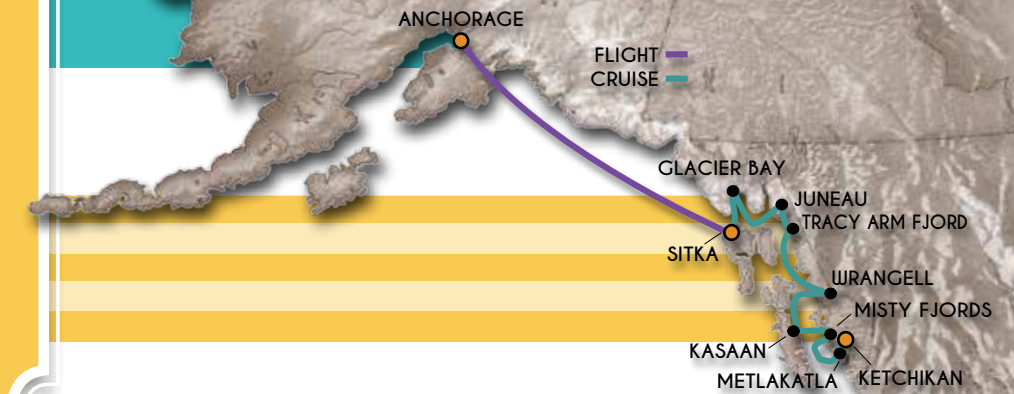 ANCHORAGE
FLIGHT
CRUISE
GLACIER BAY
JUNEAU
TRACY ARM FJORD
SITKA
WRANGELL
MISTY FJORDS
KASAAN
METLAKATLA
KETCHIKAN